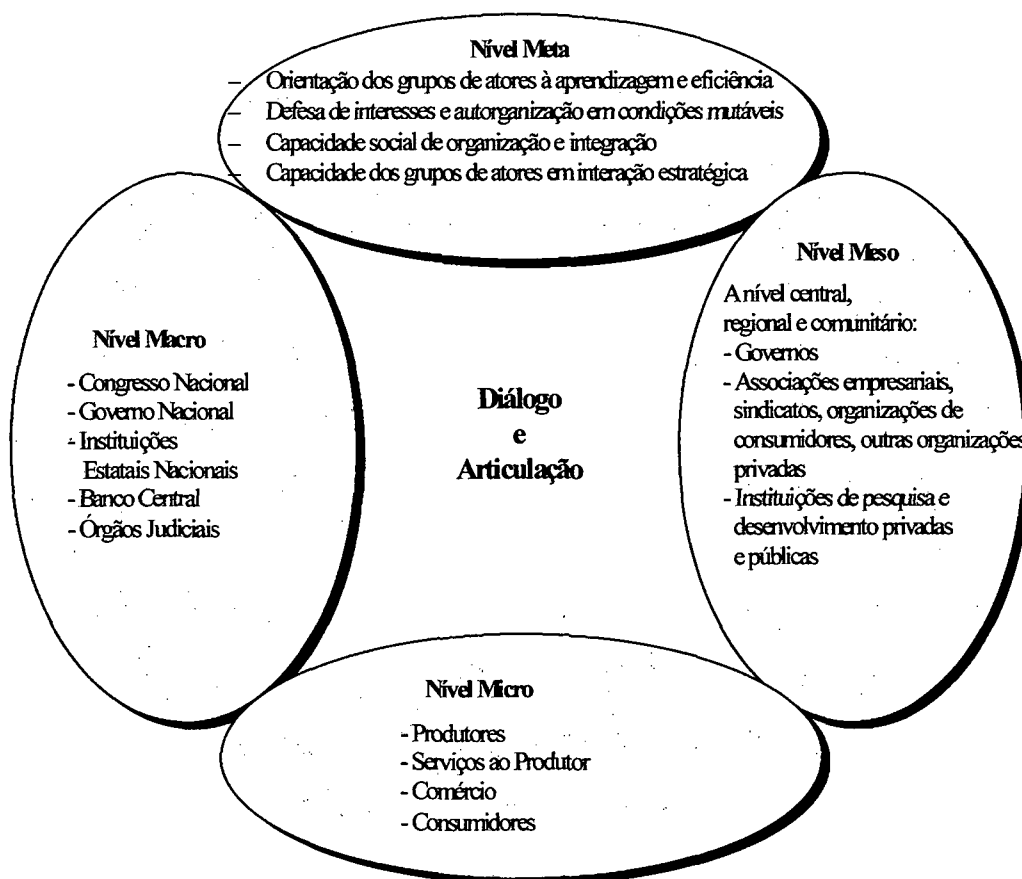 Nível Meta
– Orientação dos grupos de atores à aprendizagem e eficiência
– Defesa de interesses e autorganização em condições mutáveis
– Capacidade social de organização e integração
– Capacidade dos grupos de atores em interação estratégica
Nível Macro
- Congresso Nacional
- Governo Nacional
- Instituições
Estatais Nacionais
- Banco Central
- Órgãos Judiciais
Diálogo
e
Articulação
Nível Meso
A nível central,
regional e comunitário:
- Governos
- Associações empresariais,
sindicatos, organizações de
consumidores, outras organizações
privadas
- Instituições de pesquisa e
desenvolvimento privadas
e públicas
Nível Micro
- Produtores
- Serviços ao Produtor
- Comércio
- Consumidores